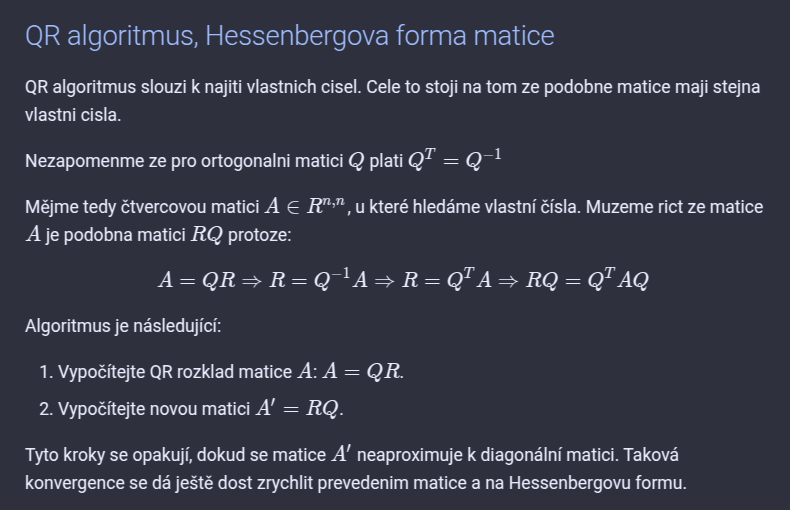 QR algoritmus, Hessenbergova forma matice
QR algoritmus slouzi k najiti vlastnich cisel. Cele to stoji na tom ze podobne matice maji stejna
vlastni cisla.
Nezapomenme ze pro ortogonalni matici Q plati Q^T = Q^{-1}
Mějme tedy čtvercovou matici A ∈ R^{n,n}, u které hledáme vlastní čísla. Muzeme rict ze matice
A je podobna matici RQ protoze:
A = QR ⇒ R = Q^{-1}A ⇒ R = Q^T A ⇒ RQ = Q^T AQ
Algoritmus je následující:
1. Vypočítejte QR rozklad matice A: A = QR.
2. Vypočítejte novou matici A′ = RQ.
Tyto kroky se opakují, dokud se matice A′ neaproximuje k diagonální matici. Taková
konvergence se dá ještě dost zrychlit prevedenim matice a na Hessenbergovu formu.